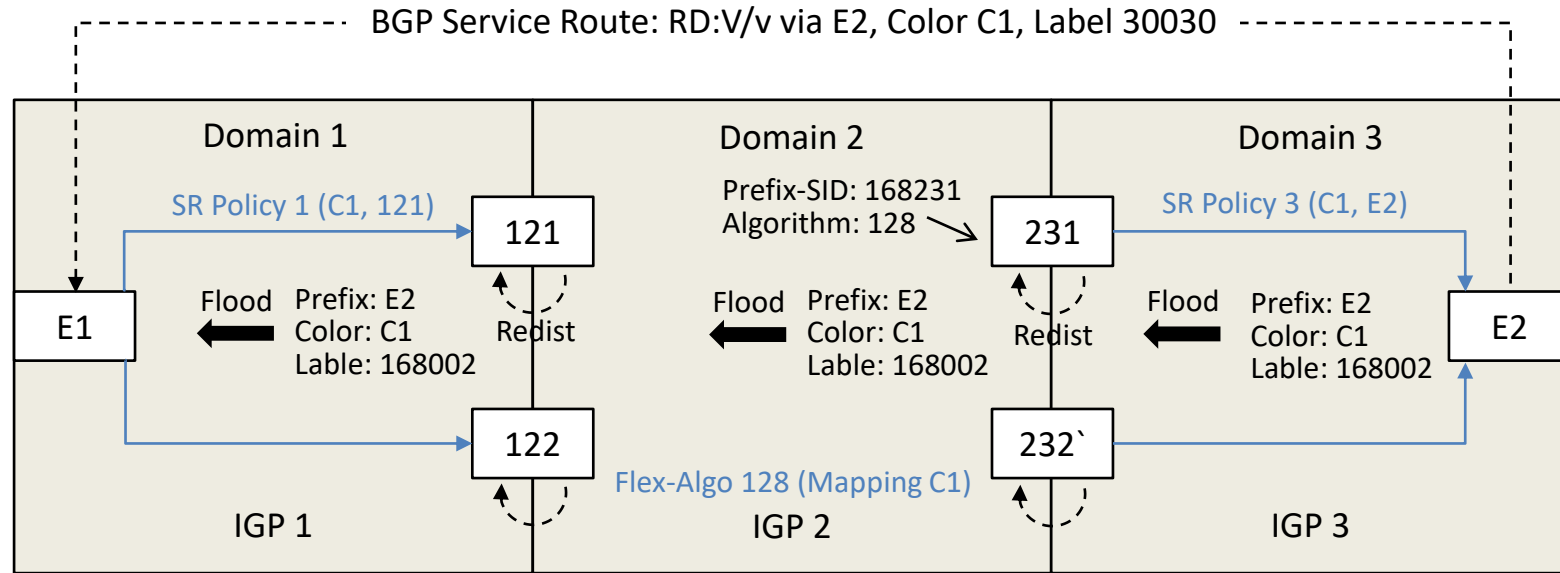 BGP Service Route: RD:V/v via E2, Color C1, Label 30030
Domain 1
Domain 2
Domain 3
SR Policy 1 (C1, 121)
Prefix-SID: 168231
Algorithm: 128
SR Policy 3 (C1, E2)
121
231
E1
Flood
Prefix: E2
Color: C1
Lable: 168002
Redist
Flood
Prefix: E2
Color: C1
Lable: 168002
Redist
Flood
Prefix: E2
Color: C1
Lable: 168002
E2
122
232`
Flex-Algo 128 (Mapping C1)
IGP 1
IGP 2
IGP 3